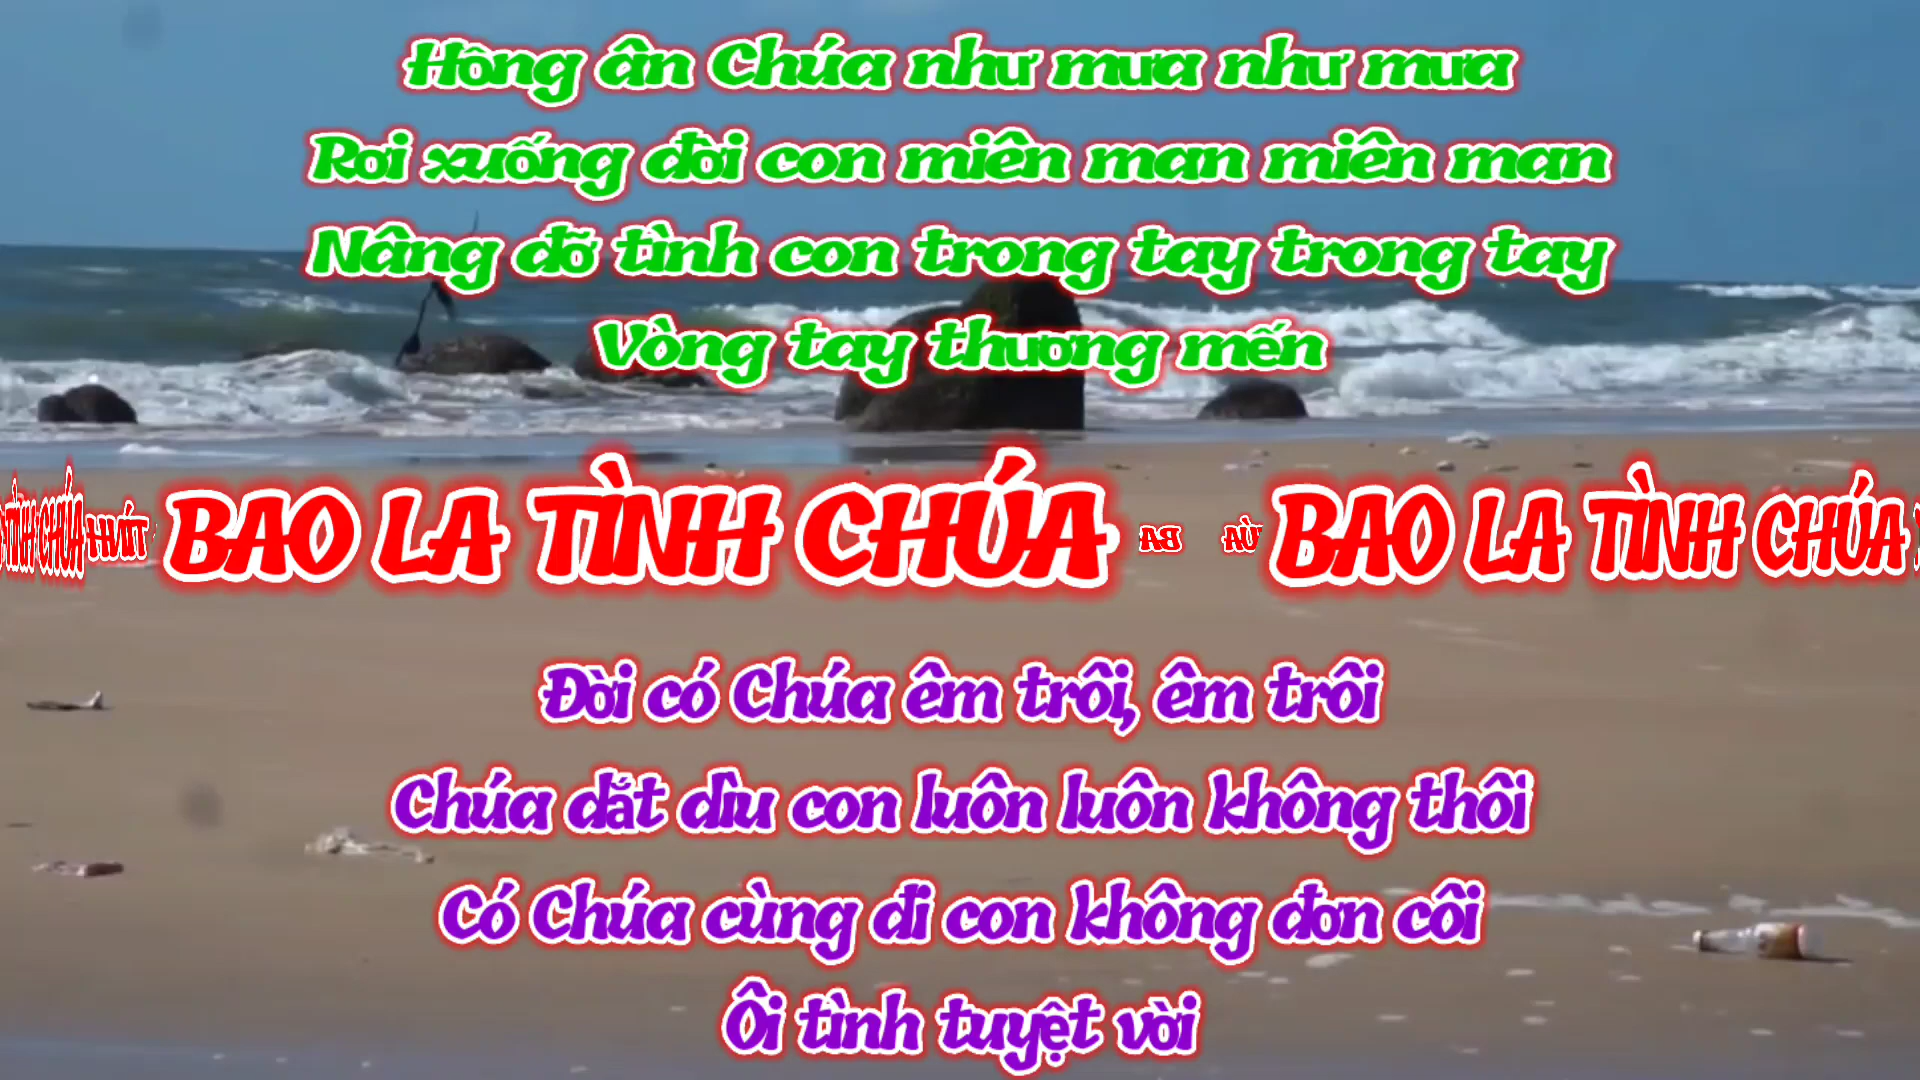 Hồng ân Chúa như mưa như mưa
Rơi xuống đời con miên man miên man
Nâng đỡ tình con trong tay trong tay
Vòng tay thương mến
TÌNH CHÚA BAO LA TÌNH CHÚA BAO LA TÌNH CHÚA
Đời có Chúa êm trôi, êm trôi
Chúa dắt dìu con luôn luôn không thôi
Có Chúa cùng đi con không đơn côi
Ôi tình tuyệt vời